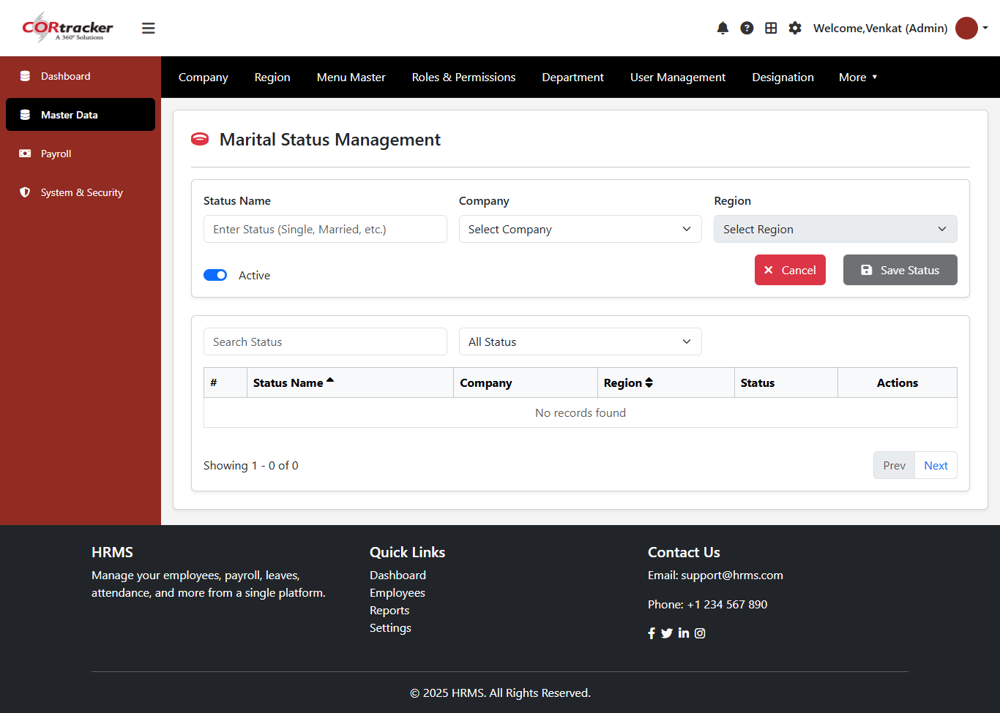 CORtracker
A 360° Solutions
Welcome,Venkat (Admin)
Dashboard
Master Data
Payroll
System & Security
Company Region Menu Master Roles & Permissions Department User Management Designation More
Marital Status Management
Status Name Company Region
Enter Status (Single, Married, etc.) Select Company Select Region
Active Cancel Save Status
Search Status All Status
# Status Name Company Region Status Actions
No records found
Showing 1 - 0 of 0 Prev Next
HRMS
Manage your employees, payroll, leaves,
attendance, and more from a single platform.
Quick Links
Dashboard
Employees
Reports
Settings
Contact Us
Email: support@hrms.com
Phone: +1 234 567 890
© 2025 HRMS. All Rights Reserved.